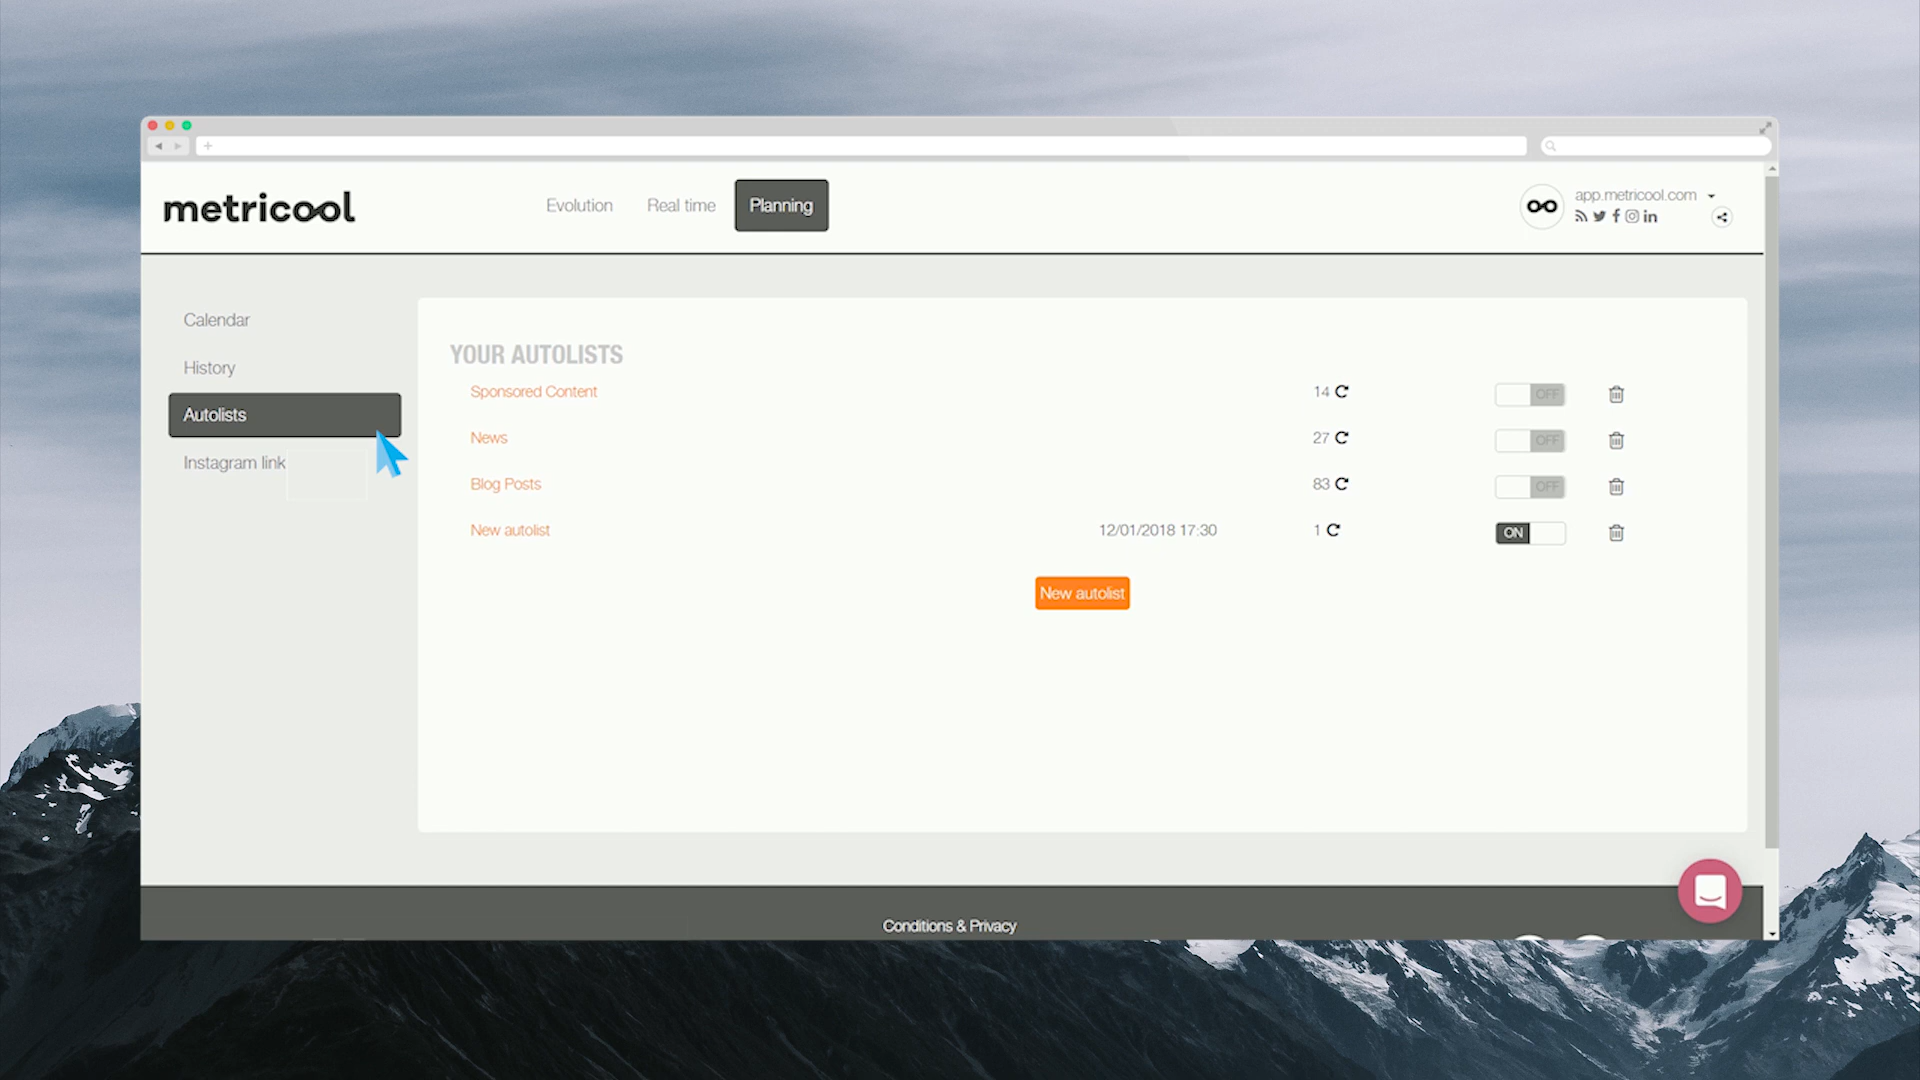 metricool
Evolution
Real time
Planning
app.metricool.com
Calendar
History
Autolists
Instagram link
YOUR AUTOLISTS
Sponsored Content 14 OFF
News 27 OFF
Blog Posts 83 OFF
New autolist 12/01/2018 17:30 1 ON
New autolist
Conditions & Privacy